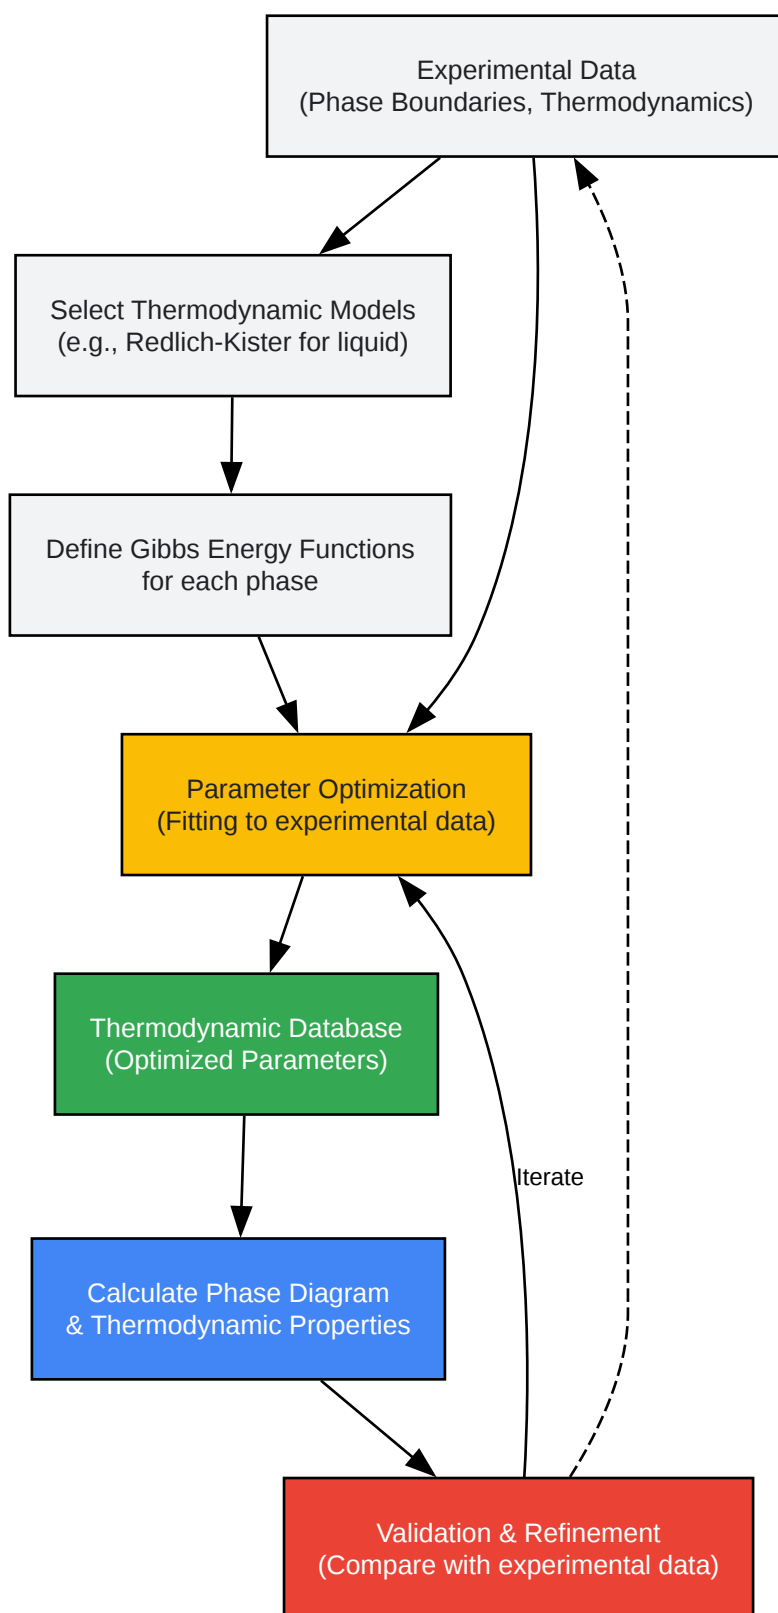 Experimental Data
(Phase Boundaries, Thermodynamics)
Select Thermodynamic Models
(e.g., Redlich-Kister for liquid)
Define Gibbs Energy Functions
for each phase
Parameter Optimization
(Fitting to experimental data)
Thermodynamic Database
(Optimized Parameters)
Iterate
Calculate Phase Diagram
& Thermodynamic Properties
Validation & Refinement
(Compare with experimental data)